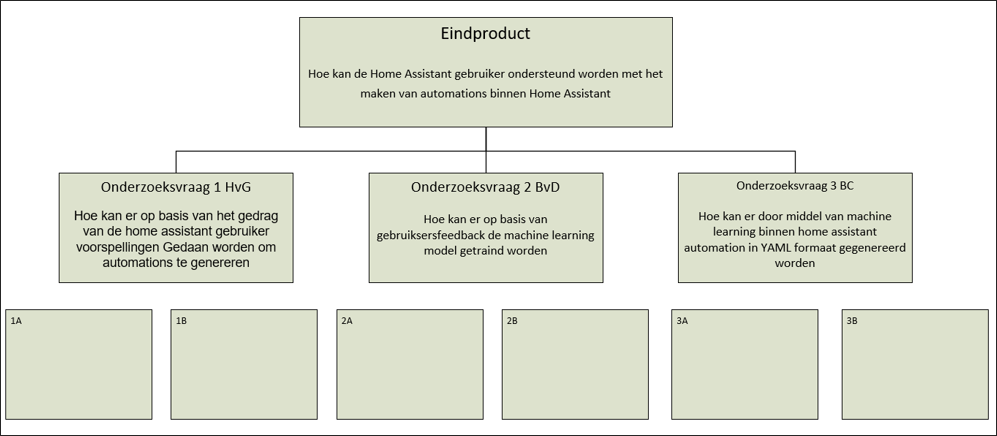 Eindproduct
Hoe kan de Home Assistant gebruiker ondersteund worden met het
maken van automations binnen Home Assistant
Onderzoeksvraag 1 HvG
Hoe kan er op basis van het gedrag
van de home assistant gebruiker
voorspellingen Gedaan worden om
automations te genereren
Onderzoeksvraag 2 BvD
Hoe kan er op basis van
gebruiksersfeedback de machine learning
model getraind worden
Onderzoeksvraag 3 BC
Hoe kan er door middel van machine
learning binnen home assistant
automation in YAML formaat gegenereerd
worden
1A
1B
2A
2B
3A
3B